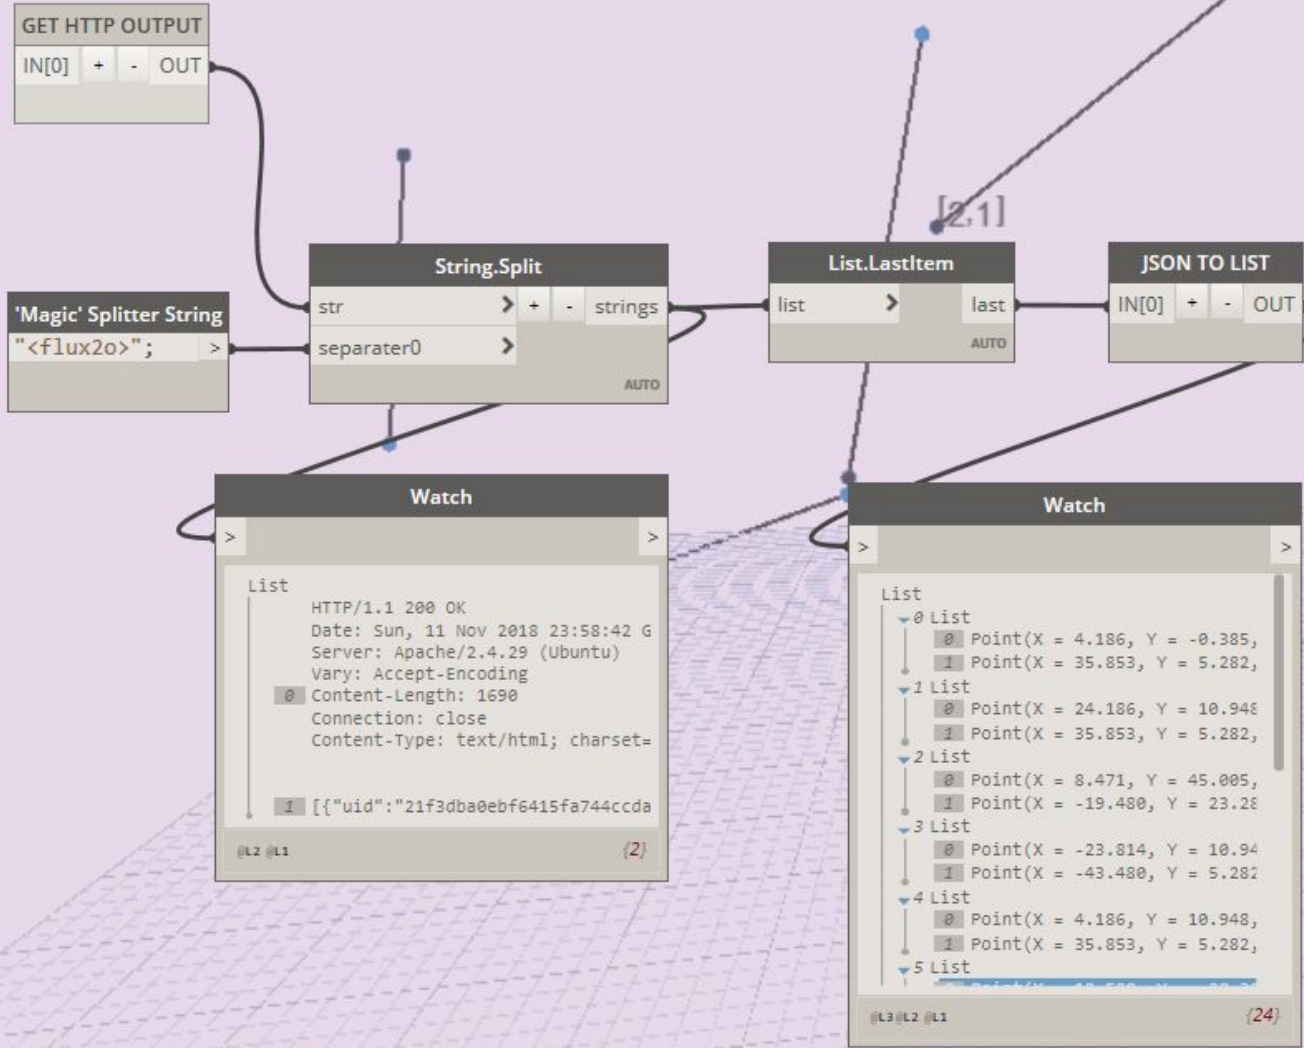 GET HTTP OUTPUT
IN[0] + - OUT
[2,1]
String.Split
str > + - strings
separater0 >
AUTO
'Magic' Splitter String
"<flux2o>"; >
List.LastItem
list > last
AUTO
JSON TO LIST
IN[0] + - OUT
Watch
> >
List
HTTP/1.1 200 OK
Date: Sun, 11 Nov 2018 23:58:42 G
Server: Apache/2.4.29 (Ubuntu)
Vary: Accept-Encoding
0 Content-Length: 1690
Connection: close
Content-Type: text/html; charset=
1 [{"uid":"21f3dba0ebf6415fa744ccda
@L2 @L1 {2}
Watch
> >
List
0 List
0 Point(X = 4.186, Y = -0.385,
1 Point(X = 35.853, Y = 5.282,
1 List
0 Point(X = 24.186, Y = 10.948
1 Point(X = 35.853, Y = 5.282,
2 List
0 Point(X = 8.471, Y = 45.005,
1 Point(X = -19.480, Y = 23.28
3 List
0 Point(X = -23.814, Y = 10.94
1 Point(X = -43.480, Y = 5.282
4 List
0 Point(X = 4.186, Y = 10.948,
1 Point(X = 35.853, Y = 5.282,
5 List
@L3 @L2 @L1 {24}